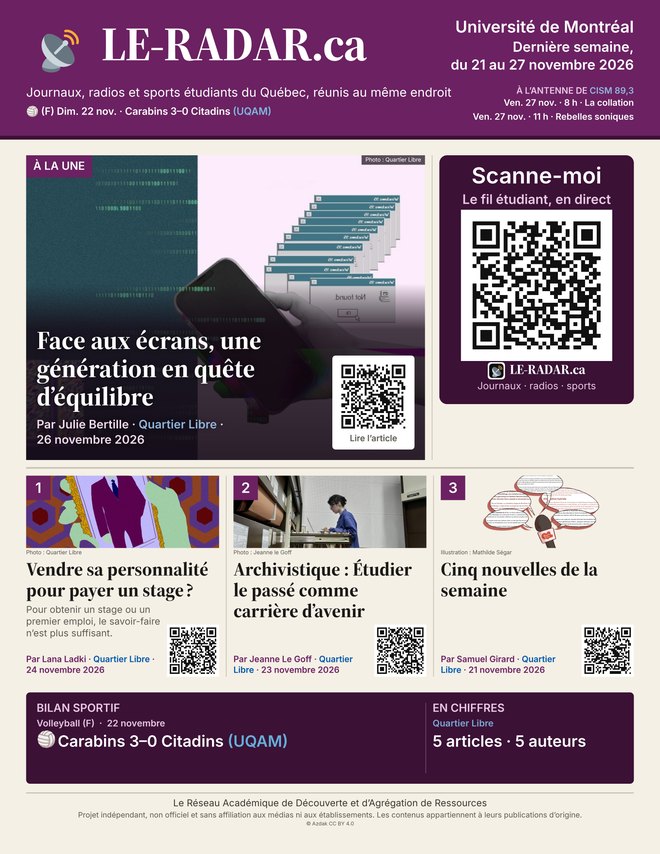 LE-RADAR.ca
Université de Montréal
Dernière semaine,
du 21 au 27 novembre 2026
Journaux, radios et sports étudiants du Québec, réunis au même endroit
(F) Dim. 22 nov. · Carabins 3–0 Citadins (UQAM)
À L'ANTENNE DE CISM 89,3
Ven. 27 nov. · 8 h · La collation
Ven. 27 nov. · 11 h · Rebelles soniques
À LA UNE
Photo : Quartier Libre
Not found
Face aux écrans, une
génération en quête
d'équilibre
Par Julie Bertille · Quartier Libre ·
26 novembre 2026
Lire l'article
Scanne-moi
Le fil étudiant, en direct
LE-RADAR.ca
Journaux · radios · sports
1
Photo : Quartier Libre
Vendre sa personnalité
pour payer un stage ?
Pour obtenir un stage ou un
premier emploi, le savoir-faire
n'est plus suffisant.
Par Lana Ladki · Quartier Libre ·
24 novembre 2026
2
Photo : Jeanne le Goff
Archivistique : Étudier
le passé comme
carrière d'avenir
Par Jeanne Le Goff · Quartier
Libre · 23 novembre 2026
3
Illustration : Mathilde Ségar
Cinq nouvelles de la
semaine
Par Samuel Girard · Quartier
Libre · 21 novembre 2026
BILAN SPORTIF
Volleyball (F) · 22 novembre
Carabins 3–0 Citadins (UQAM)
EN CHIFFRES
Quartier Libre
5 articles · 5 auteurs
Le Réseau Académique de Découverte et d'Agrégation de Ressources
Projet indépendant, non officiel et sans affiliation aux médias ni aux établissements. Les contenus appartiennent à leurs publications d'origine.
© Azdak CC BY 4.0